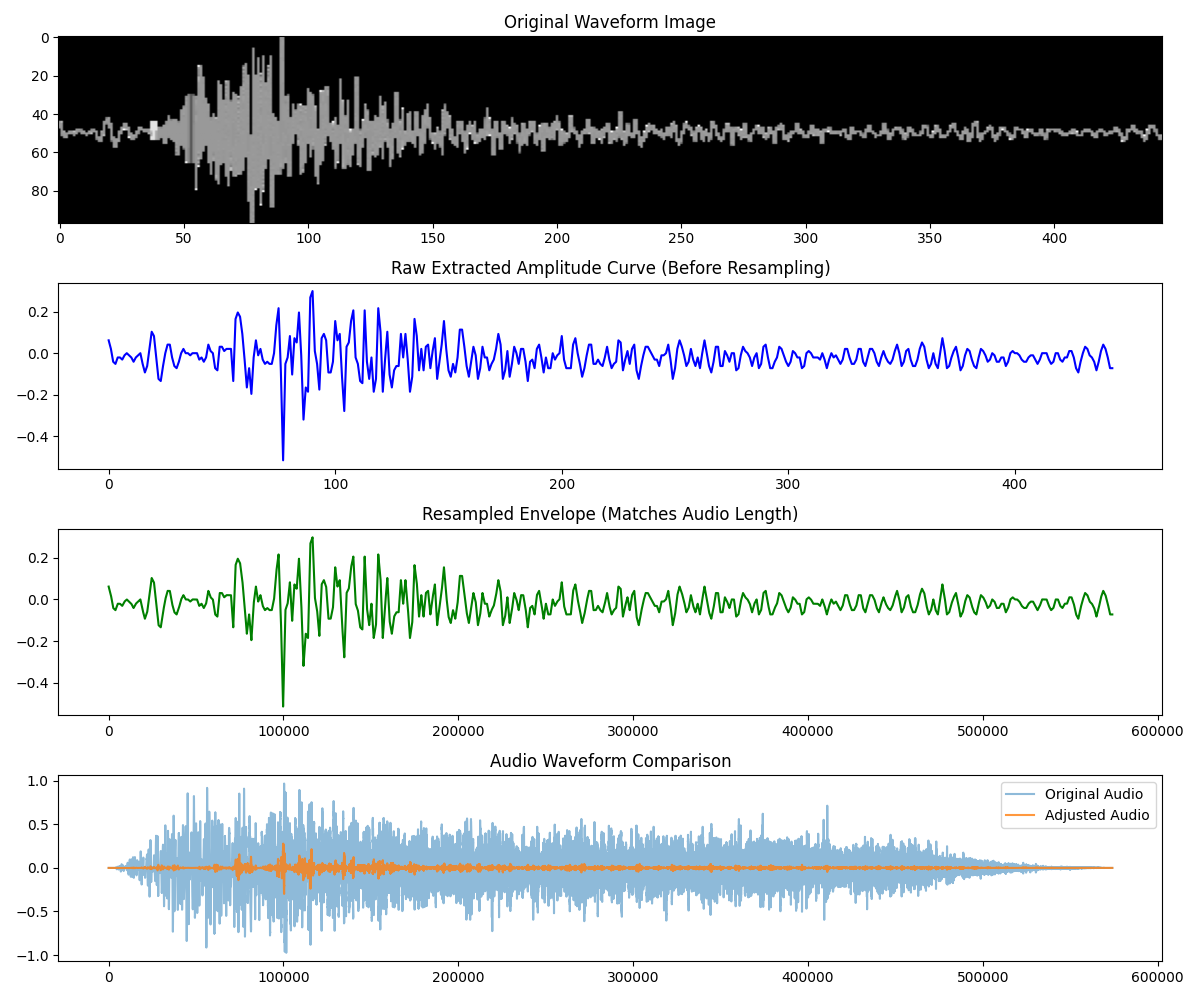 Original Waveform Image
0
20
40
60
80
0 50 100 150 200 250 300 350 400
Raw Extracted Amplitude Curve (Before Resampling)
0.2
0.0
−0.2
−0.4
0 100 200 300 400
Resampled Envelope (Matches Audio Length)
0.2
0.0
−0.2
−0.4
0 100000 200000 300000 400000 500000 600000
Audio Waveform Comparison
1.0
Original Audio
Adjusted Audio
0.5
0.0
−0.5
−1.0
0 100000 200000 300000 400000 500000 600000